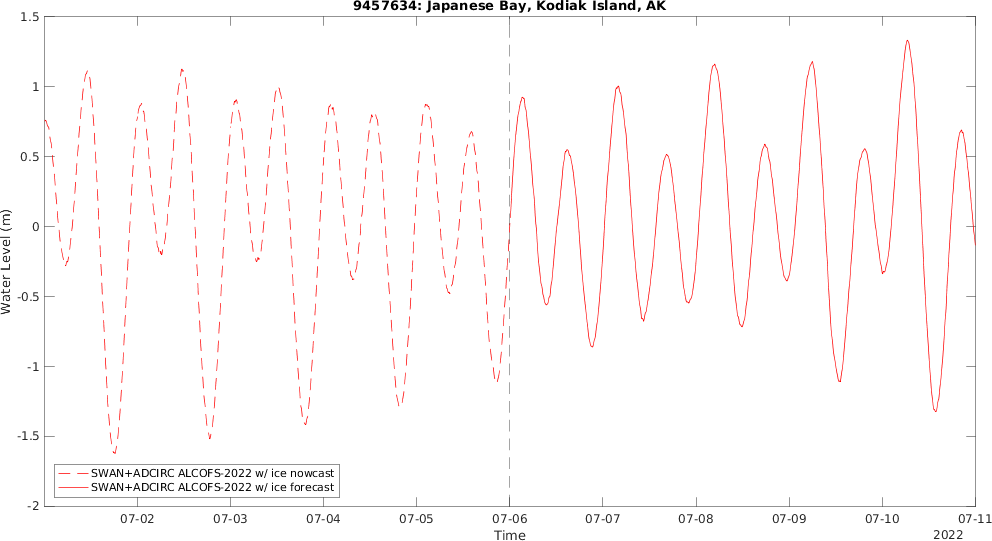 9457634: Japanese Bay, Kodiak Island, AK
1.5
1
0.5
0
-0.5
-1
-1.5
-2
Water Level (m)
SWAN+ADCIRC ALCOFS-2022 w/ ice nowcast
SWAN+ADCIRC ALCOFS-2022 w/ ice forecast
07-02 07-03 07-04 07-05 07-06 07-07 07-08 07-09 07-10 07-11
Time
2022